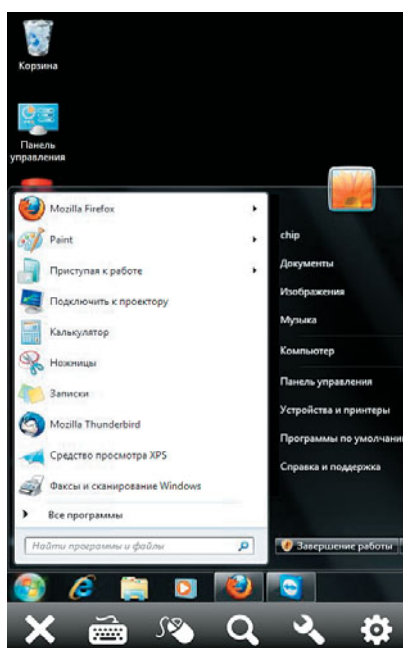 Корзина
Панель
управления
Mozilla Firefox
Paint
Приступая к работе
Подключить к проектору
Калькулятор
Ножницы
Записки
Mozilla Thunderbird
Средство просмотра XPS
Факсы и сканирование Windows
Все программы
Найти программы и файлы
chip
Документы
Изображения
Музыка
Компьютер
Панель управления
Устройства и принтеры
Программы по умолчани
Справка и поддержка
Завершение работы